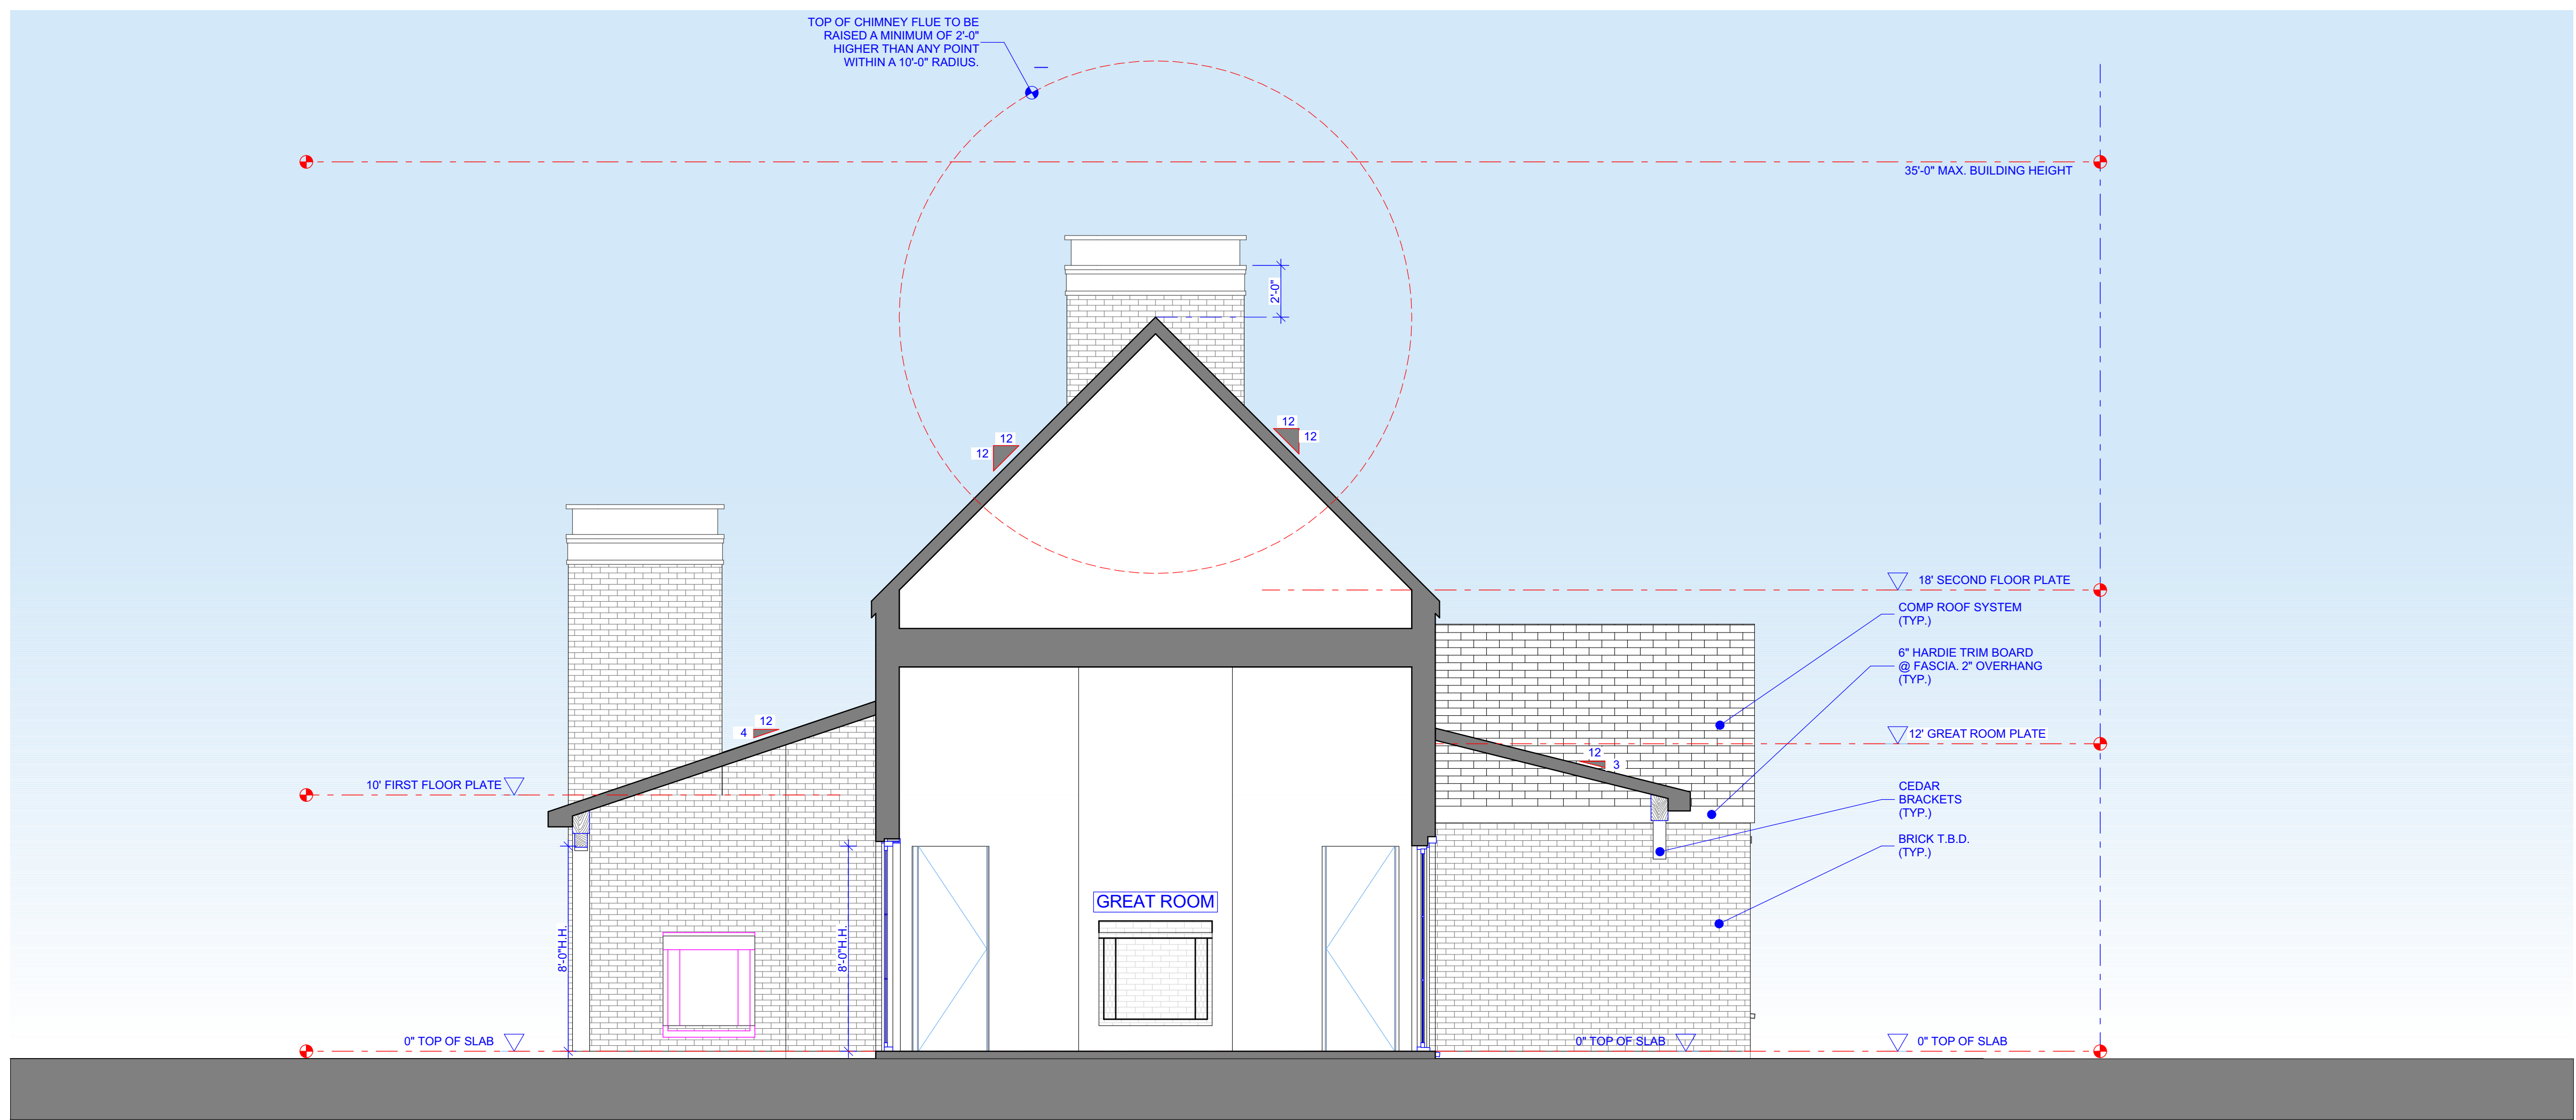 TOP OF CHIMNEY FLUE TO BE
RAISED A MINIMUM OF 2'-0"
HIGHER THAN ANY POINT
WITHIN A 10'-0" RADIUS.
35'-0" MAX. BUILDING HEIGHT
2'-0"
12
12
12
12
18' SECOND FLOOR PLATE
COMP ROOF SYSTEM
(TYP.)
6" HARDIE TRIM BOARD
@ FASCIA. 2" OVERHANG
(TYP.)
12
4
12' GREAT ROOM PLATE
12
3
10' FIRST FLOOR PLATE
CEDAR
BRACKETS
(TYP.)
BRICK T.B.D.
(TYP.)
GREAT ROOM
8'-0"H.H.
8'-0"H.H.
0" TOP OF SLAB
0" TOP OF SLAB
0" TOP OF SLAB